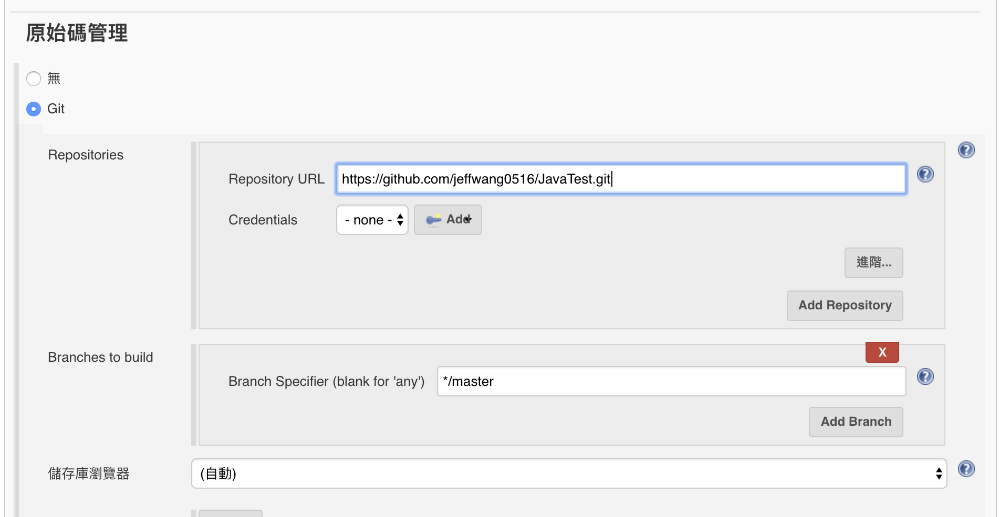 原始碼管理
無
Git
Repositories
Repository URL https://github.com/jeffwang0516/JavaTest.git
Credentials - none - Add
進階...
Add Repository
Branches to build
X
Branch Specifier (blank for 'any') */master
Add Branch
儲存庫瀏覽器 (自動)